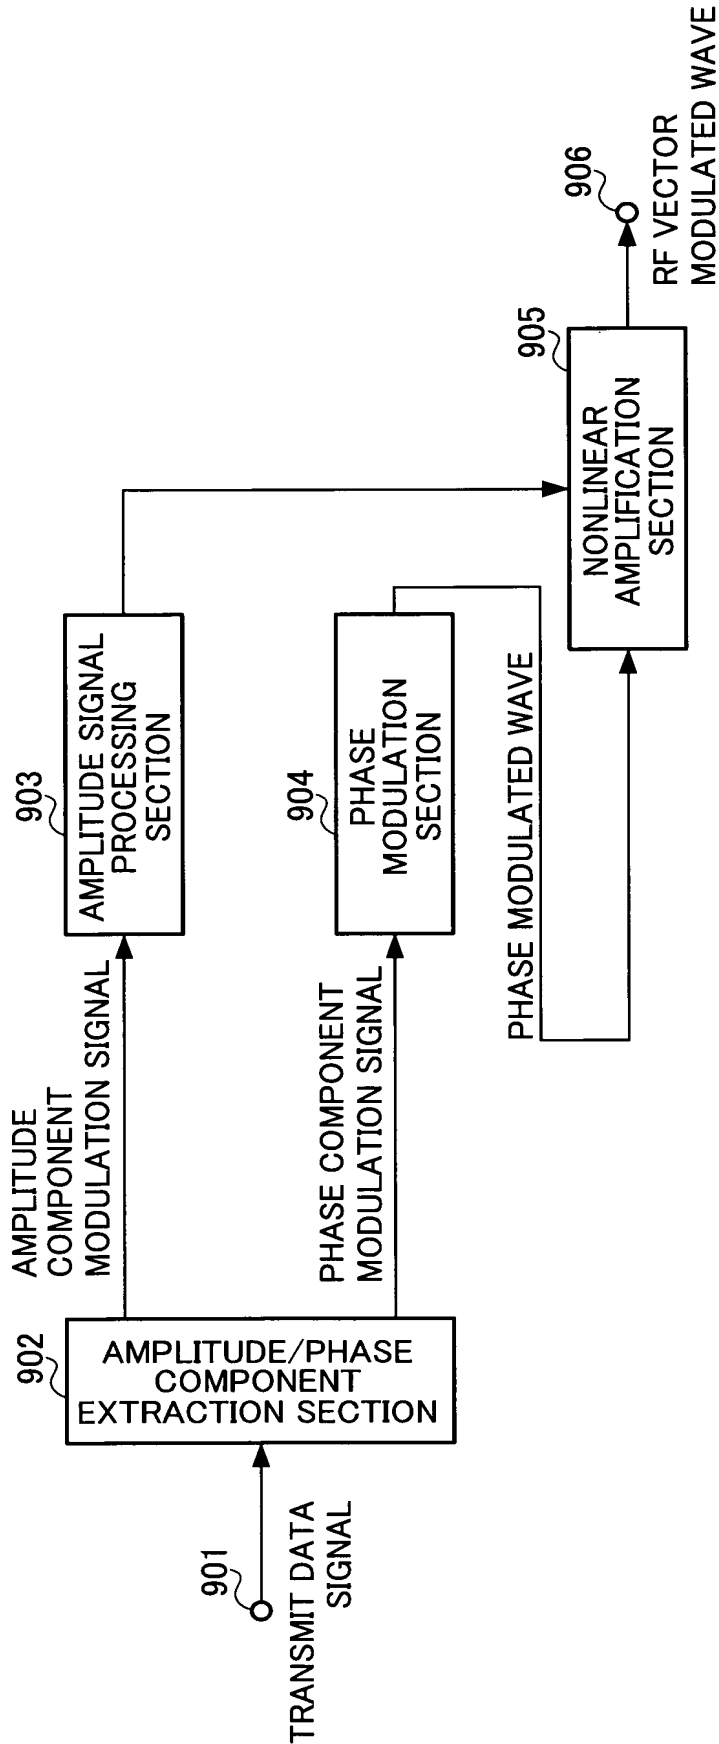 901
TRANSMIT DATA
SIGNAL
902
AMPLITUDE/PHASE
COMPONENT
EXTRACTION SECTION
AMPLITUDE
COMPONENT
MODULATION SIGNAL
PHASE COMPONENT
MODULATION SIGNAL
903
AMPLITUDE SIGNAL
PROCESSING
SECTION
904
PHASE
MODULATION
SECTION
PHASE MODULATED WAVE
905
NONLINEAR
AMPLIFICATION
SECTION
906
RF VECTOR
MODULATED WAVE